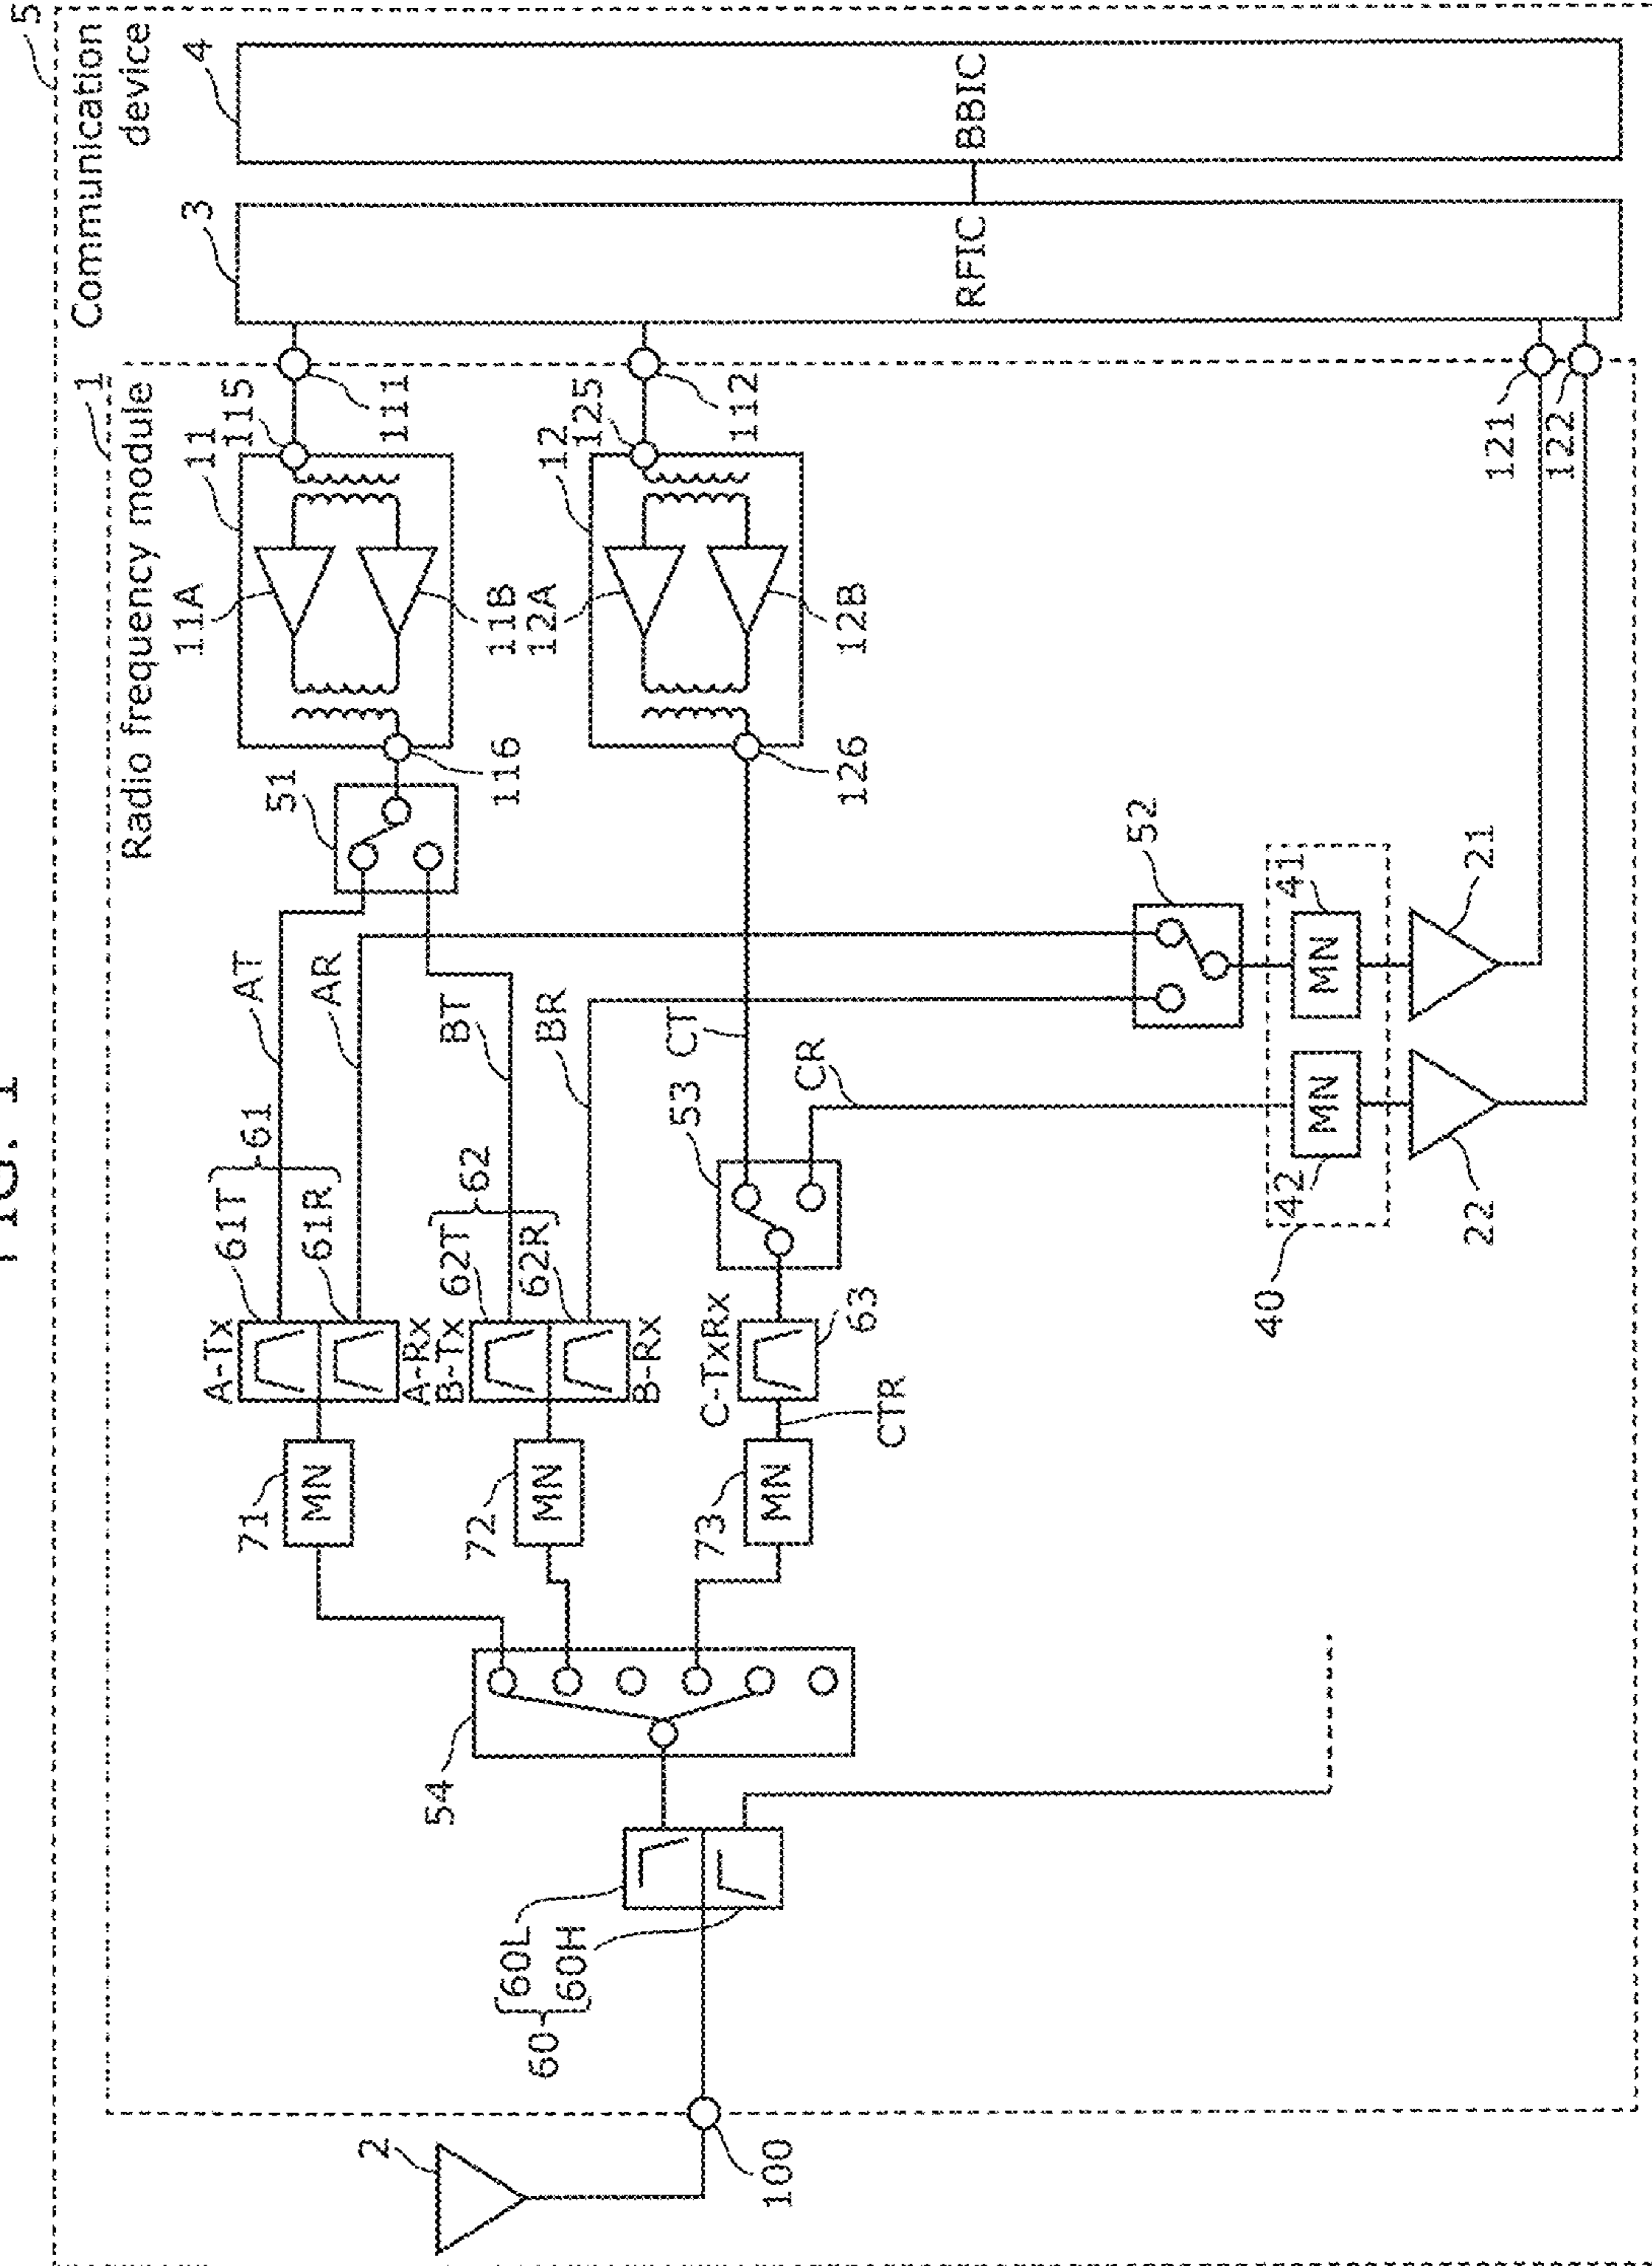 FIG. 1
5
Communication
device
1
Radio frequency module
3
4
RFIC
BBIC
11
115
111
11A
11B
116
51
12
125
112
12A
12B
126
AT
AR
BT
BR
CT
CR
61
61T
61R
62
62T
62R
53
52
A-Tx
A-Rx
B-Tx
B-Rx
C-TxRx
63
CTR
71
MN
72
MN
73
MN
54
60L
60H
60
2
100
40
41
MN
42
MN
21
22
121
122